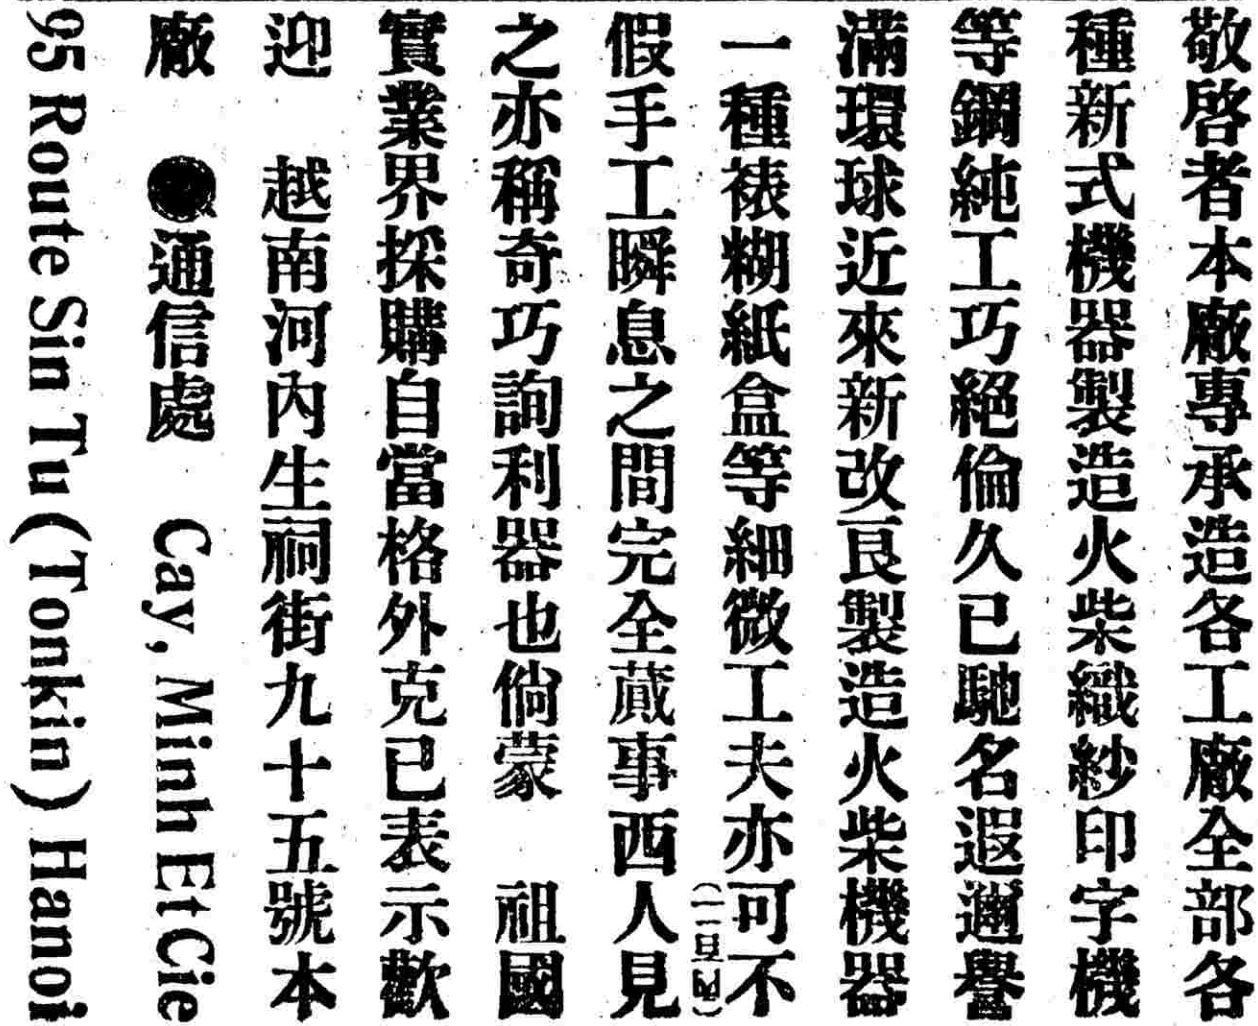 敬啓者本廠專承造各工廠全部各
種新式機器製造火柴織紗印字機
等鋼純工巧絕倫久已馳名遐邇譽
滿環球近來新改良製造火柴機器
一種裱糊紙盒等細微工夫亦可不
(一一百內)
假手工瞬息之間完全蕆事西人見
之亦稱奇巧詢利器也倘蒙 祖國
實業界採購自當格外克已表示歡
迎 越南河內生祠街九十五號本
廠 ●通信處 Cay, Minh Et Cie
95 Route Sin Tu (Tonkin) Hanoi